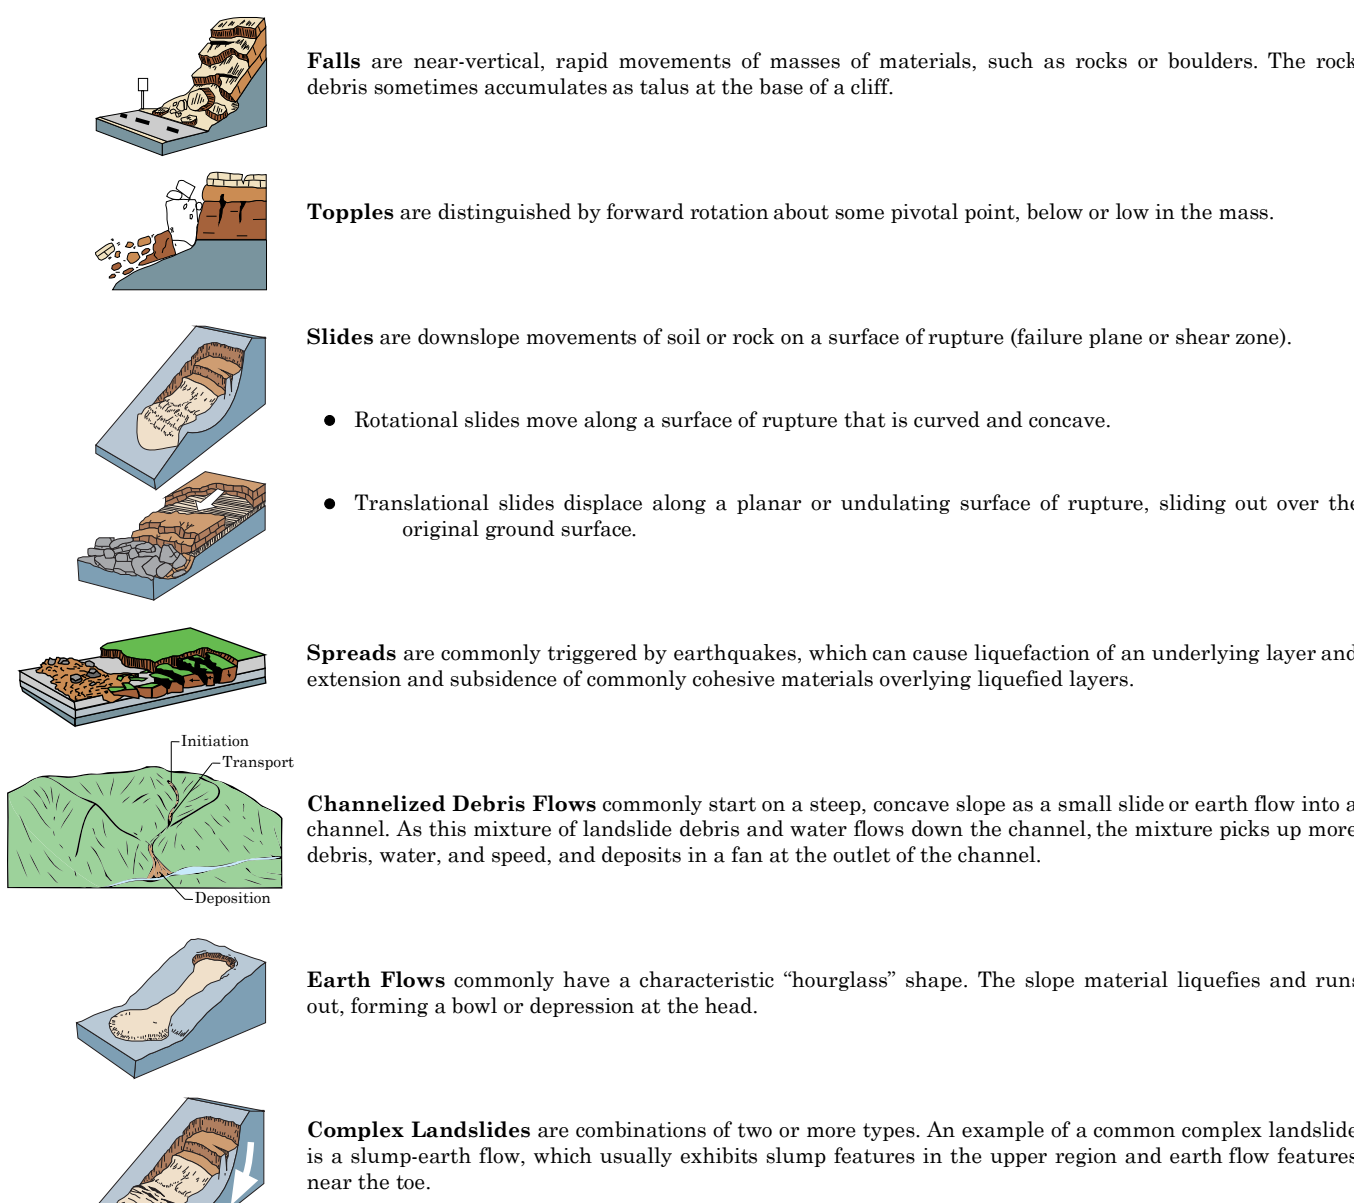 Falls are near-vertical, rapid movements of masses of materials, such as rocks or boulders. The rock
debris sometimes accumulates as talus at the base of a cliff.
Topples are distinguished by forward rotation about some pivotal point, below or low in the mass.
Slides are downslope movements of soil or rock on a surface of rupture (failure plane or shear zone).
● Rotational slides move along a surface of rupture that is curved and concave.
● Translational slides displace along a planar or undulating surface of rupture, sliding out over the
original ground surface.
Spreads are commonly triggered by earthquakes, which can cause liquefaction of an underlying layer and
extension and subsidence of commonly cohesive materials overlying liquefied layers.
Initiation
Transport
Channelized Debris Flows commonly start on a steep, concave slope as a small slide or earth flow into a
channel. As this mixture of landslide debris and water flows down the channel, the mixture picks up more
debris, water, and speed, and deposits in a fan at the outlet of the channel.
Deposition
Earth Flows commonly have a characteristic “hourglass” shape. The slope material liquefies and runs
out, forming a bowl or depression at the head.
Complex Landslides are combinations of two or more types. An example of a common complex landslide
is a slump-earth flow, which usually exhibits slump features in the upper region and earth flow features
near the toe.